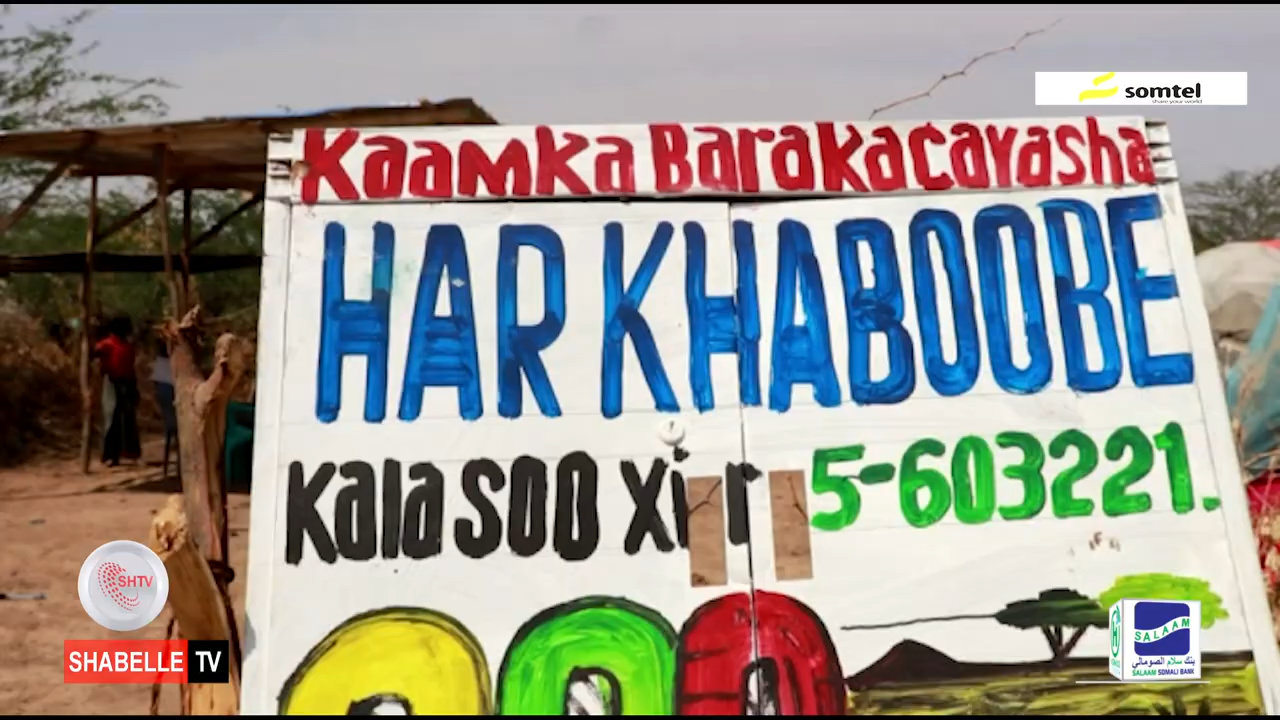 somtel
share your world
Kaamka Barakacayasha
HAR KHABOOBE
Kala soo xir 5-603221.
SHTV
SHABELLE TV
SALAAM
بنك سلام الصومالي
SALAAM SOMALI BANK